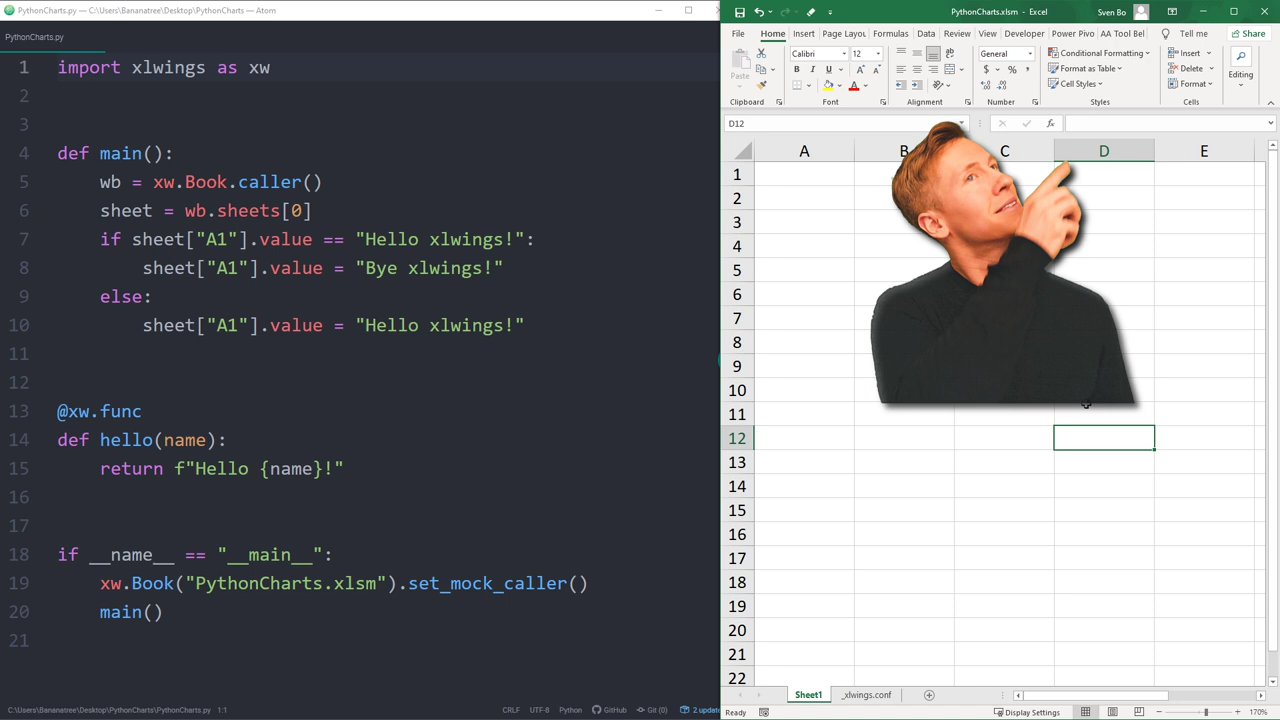 PythonCharts.py — C:\Users\Bananatree\Desktop\PythonCharts — Atom
PythonCharts.py
1 import xlwings as xw
2
3
4 def main():
5 wb = xw.Book.caller()
6 sheet = wb.sheets[0]
7 if sheet["A1"].value == "Hello xlwings!":
8 sheet["A1"].value = "Bye xlwings!"
9 else:
10 sheet["A1"].value = "Hello xlwings!"
11
12
13 @xw.func
14 def hello(name):
15 return f"Hello {name}!"
16
17
18 if __name__ == "__main__":
19 xw.Book("PythonCharts.xlsm").set_mock_caller()
20 main()
21
C:\Users\Bananatree\Desktop\PythonCharts\PythonCharts.py 1:1 CRLF UTF-8 Python GitHub Git (0) 2 update
PythonCharts.xlsm - Excel Sven Bo
File Home Insert Page Layou Formulas Data Review View Developer Power Pivo AA Tool Bel Tell me Share
Paste
Clipboard
Calibri 12
B I U A A
A
Font
ab
Alignment
General
$ % ,
Number
Conditional Formatting
Format as Table
Cell Styles
Styles
Insert
Delete
Format
Cells
Editing
D12 fx
A B C D E
1
2
3
4
5
6
7
8
9
10
11
12
13
14
15
16
17
18
19
20
21
22
Sheet1 _xlwings.conf
Ready Display Settings 170%